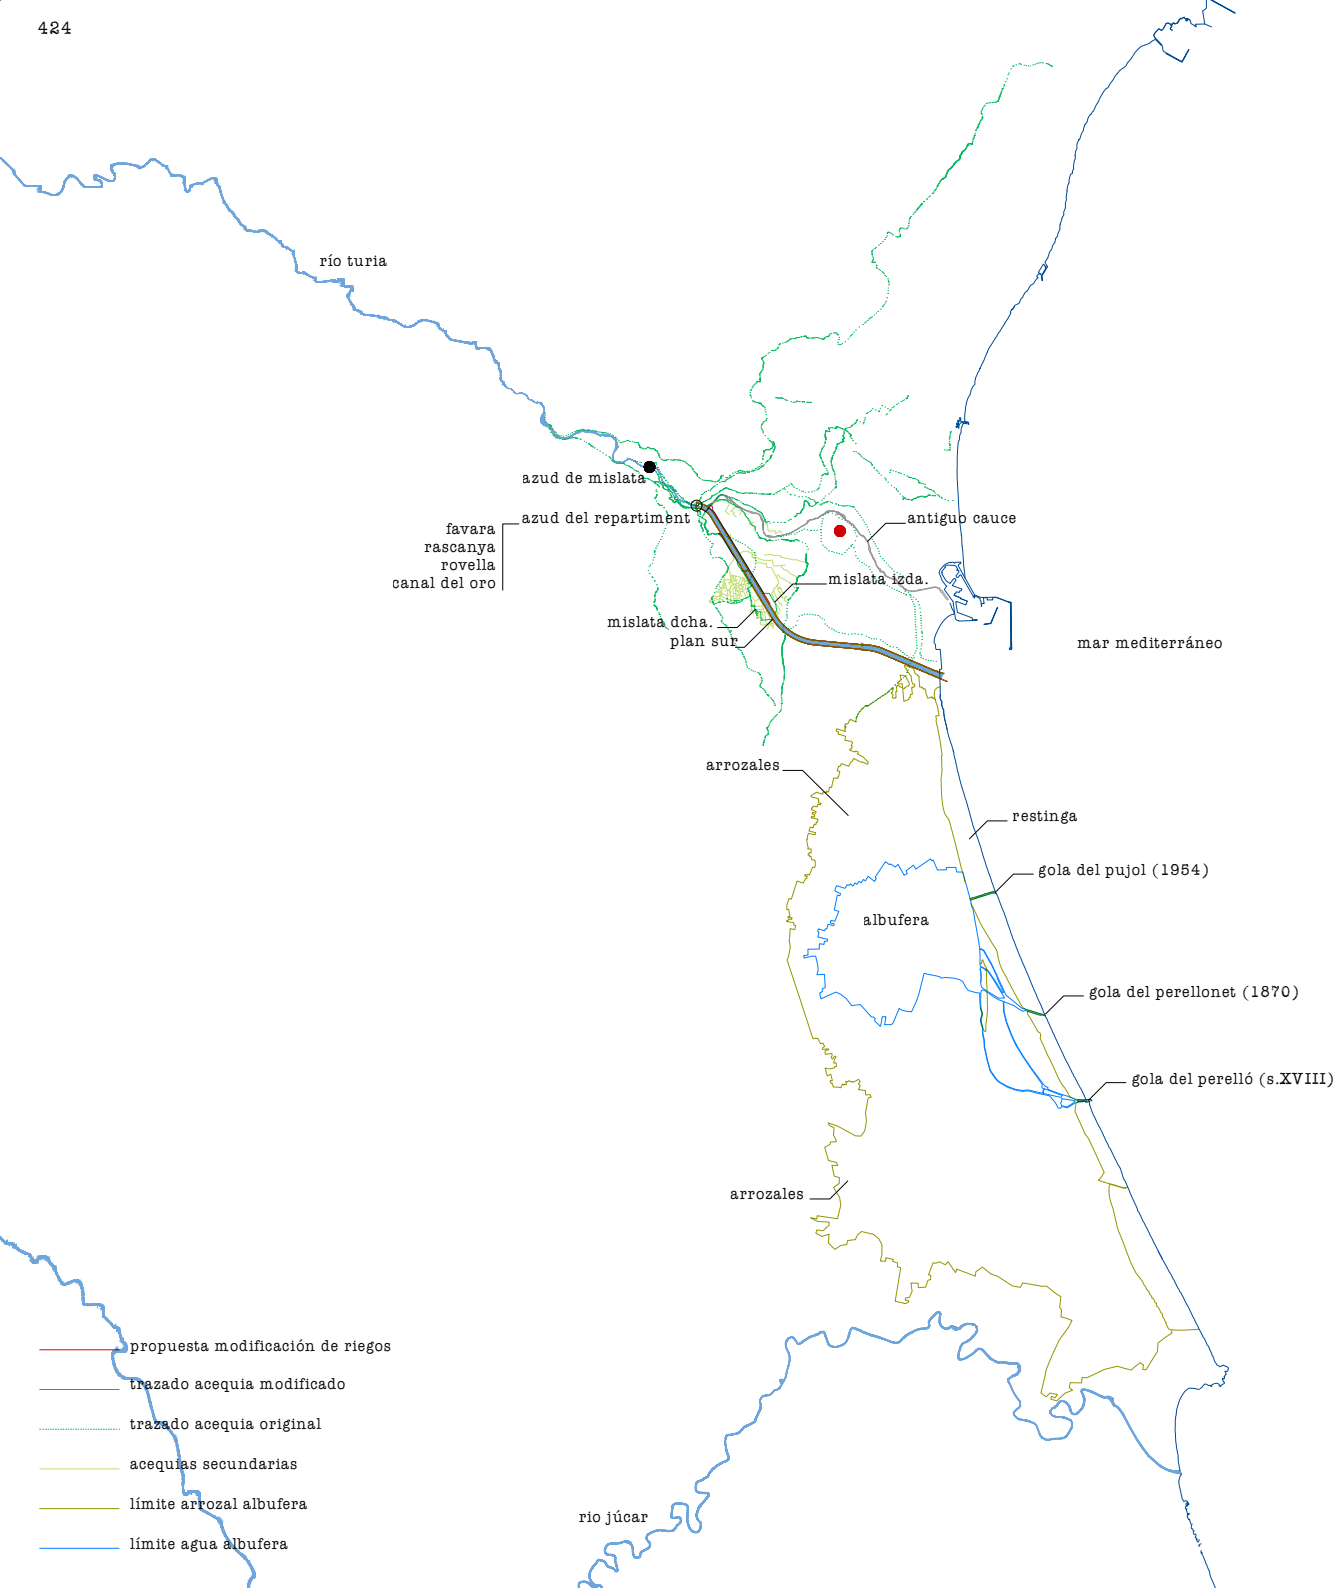 424
río turia
azud de mislata
azud del repartiment
favara
rascanya
rovella
canal del oro
antiguo cauce
mislata izda.
mislata dcha.
plan sur
mar mediterráneo
arrozales
restinga
gola del pujol (1954)
albufera
gola del perellonet (1870)
gola del perelló (s.XVIII)
arrozales
propuesta modificación de riegos
trazado acequia modificado
trazado acequia original
acequias secundarias
límite arrozal albufera
límite agua albufera
rio júcar